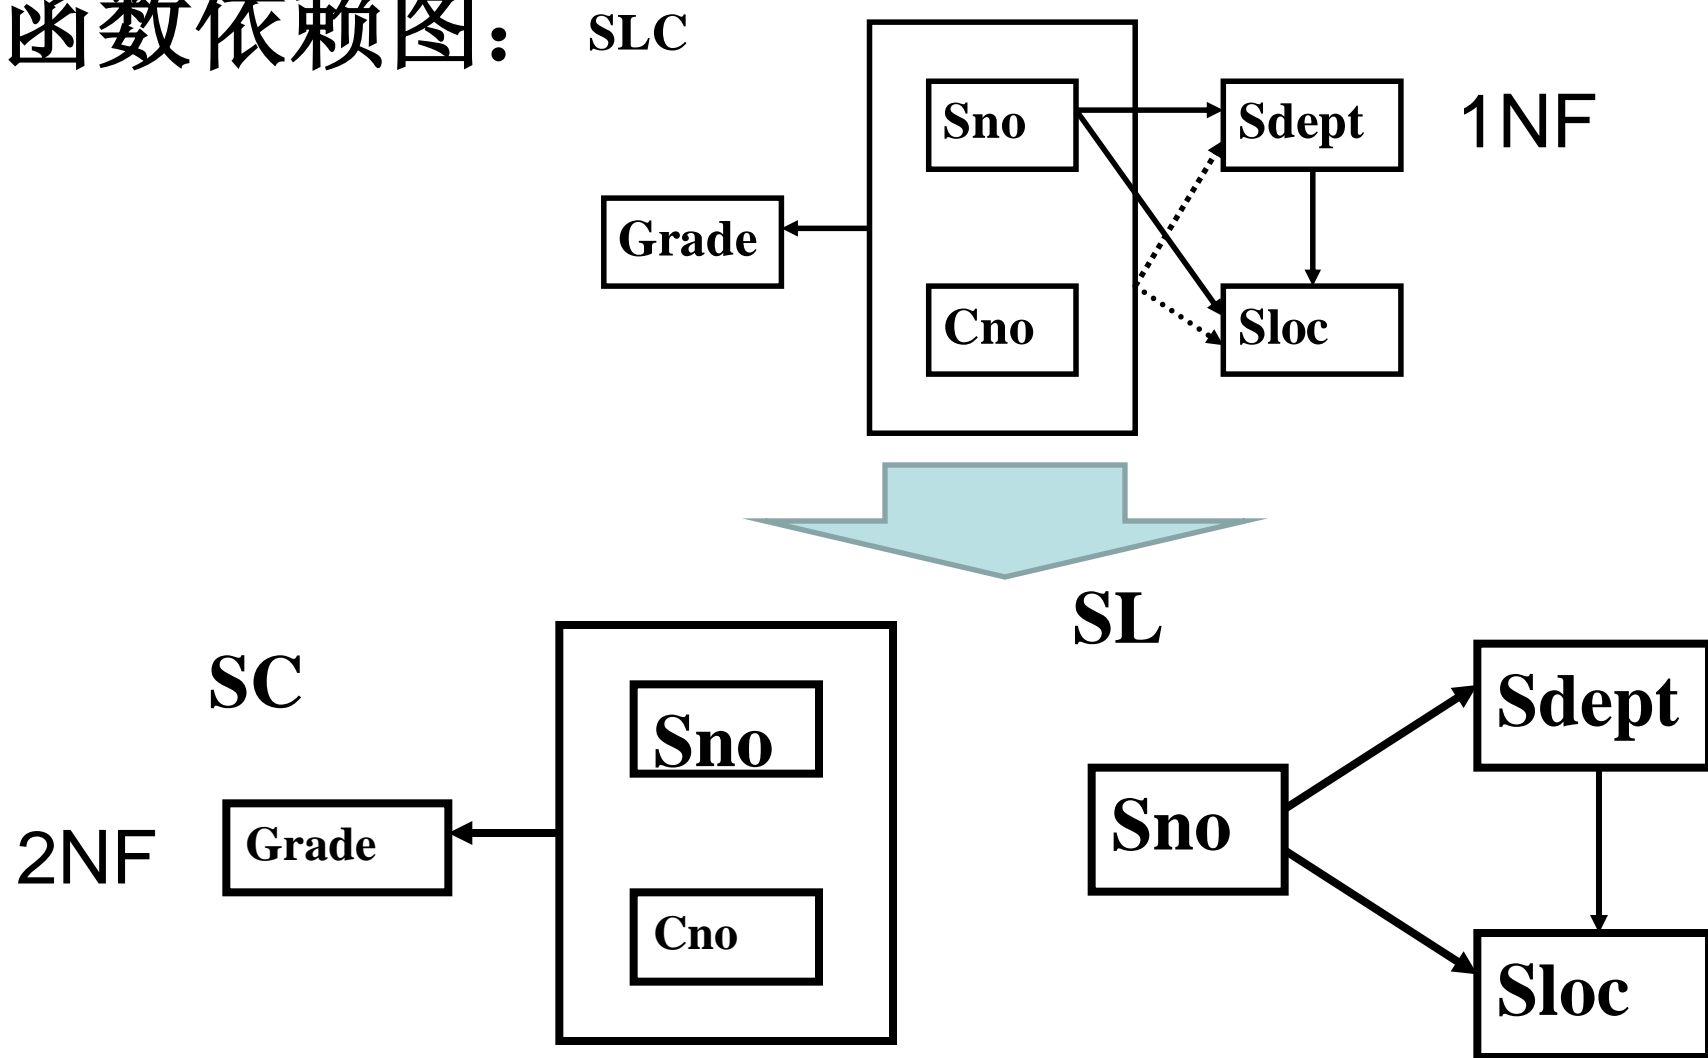 函数依赖图：
SLC
Sno
Sdept
1NF
Grade
Cno
Sloc
SL
SC
Sno
Sdept
Sno
2NF
Grade
Cno
Sloc